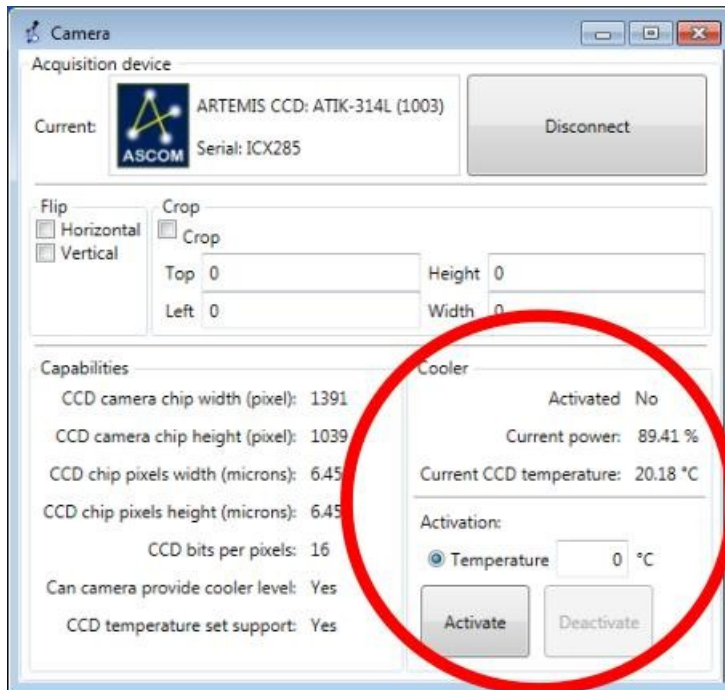 Camera
Acquisition device
Current:
ASCOM
ARTEMIS CCD: ATIK-314L (1003)
Serial: ICX285
Disconnect
Flip
Horizontal
Vertical
Crop
Crop
Top 0 Height 0
Left 0 Width 0
Capabilities
CCD camera chip width (pixel): 1391
CCD camera chip height (pixel): 1039
CCD chip pixels width (microns): 6.45
CCD chip pixels height (microns): 6.45
CCD bits per pixels: 16
Can camera provide cooler level: Yes
CCD temperature set support: Yes
Cooler
Activated No
Current power: 89.41 %
Current CCD temperature: 20.18 °C
Activation:
Temperature 0 °C
Activate Deactivate